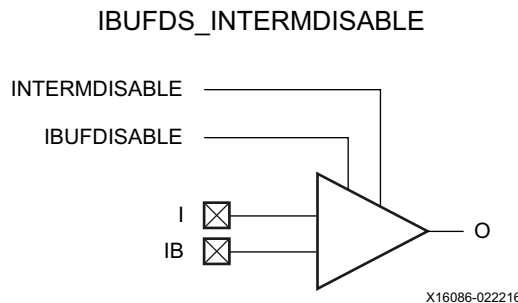 IBUFDS_INTERMDISABLE
INTERMDISABLE
IBUFDISABLE
I
O
IB
X16086-022216